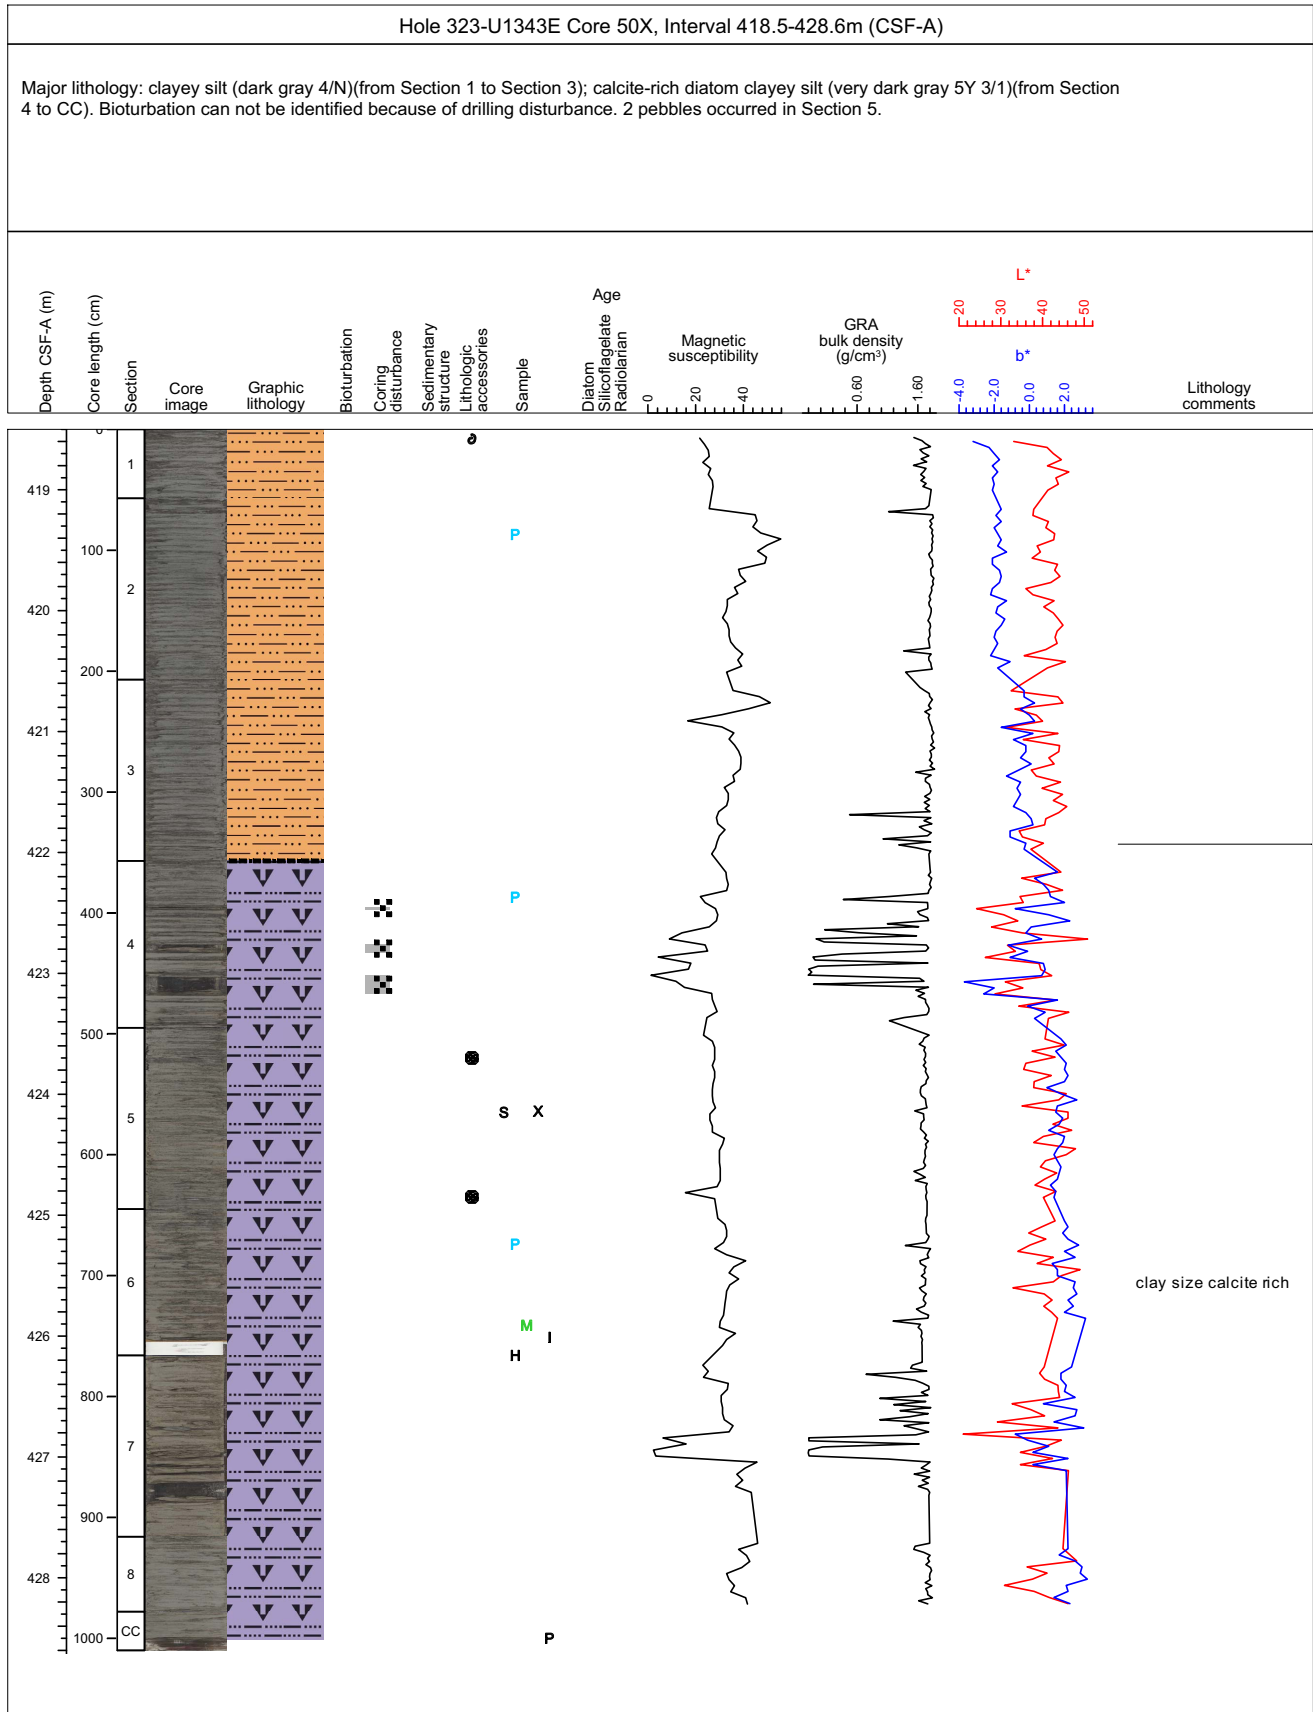 Hole 323-U1343E Core 50X, Interval 418.5-428.6m (CSF-A)
Major lithology: clayey silt (dark gray 4/N)(from Section 1 to Section 3); calcite-rich diatom clayey silt (very dark gray 5Y 3/1)(from Section
4 to CC). Bioturbation can not be identified because of drilling disturbance. 2 pebbles occurred in Section 5.
Depth CSF-A (m)
Core length (cm)
Section
Core
image
Graphic
lithology
Bioturbation
Coring
disturbance
Sedimentary
structure
Lithologic
accessories
Sample
Age
Diatom
Silicoflagelate
Radiolarian
Magnetic
susceptibility
0 20 40
GRA
bulk density
(g/cm³)
0.60 1.60
L*
20 30 40 50
b*
-4.0 -2.0 0.0 2.0
Lithology
comments
1
419
P
100
2
420
200
421
3
300
422
P
400
4
423
500
424
S X
5
600
425
P
6
700
clay size calcite rich
M
426
I
H
800
7
427
900
8
428
CC
1000
P